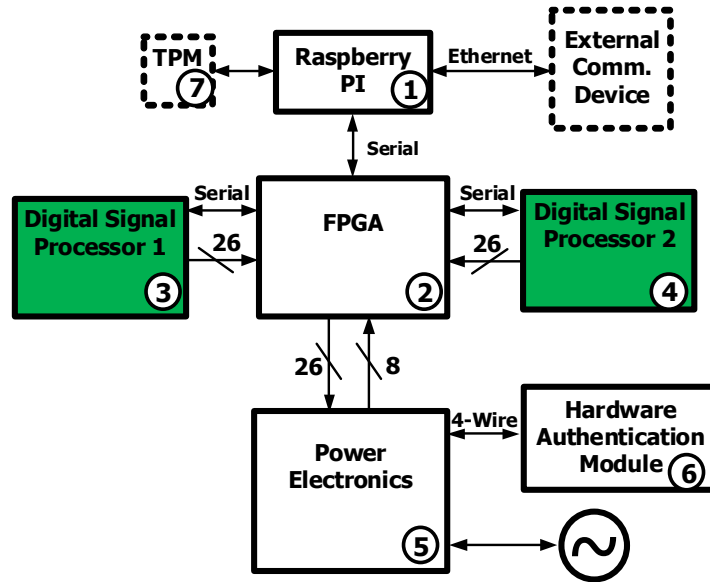 TPM
7
Raspberry
PI
1
Ethernet
External
Comm.
Device
Serial
Serial
Digital Signal
Processor 1
26
3
FPGA
2
Serial
26
Digital Signal
Processor 2
4
26
8
4-Wire
Hardware
Authentication
Module
6
Power
Electronics
5